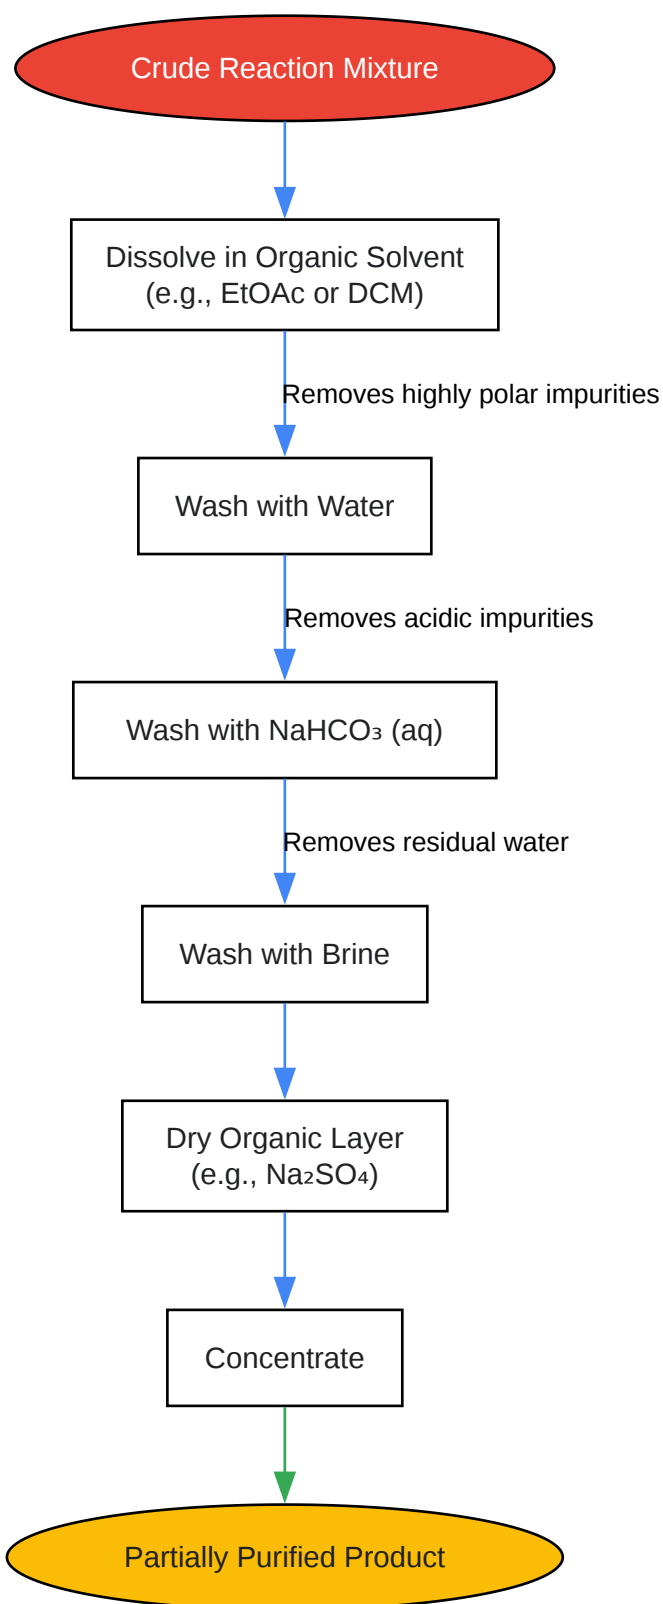 Crude Reaction Mixture
Dissolve in Organic Solvent
(e.g., EtOAc or DCM)
Removes highly polar impurities
Wash with Water
Removes acidic impurities
Wash with NaHCO₃ (aq)
Removes residual water
Wash with Brine
Dry Organic Layer
(e.g., Na₂SO₄)
Concentrate
Partially Purified Product